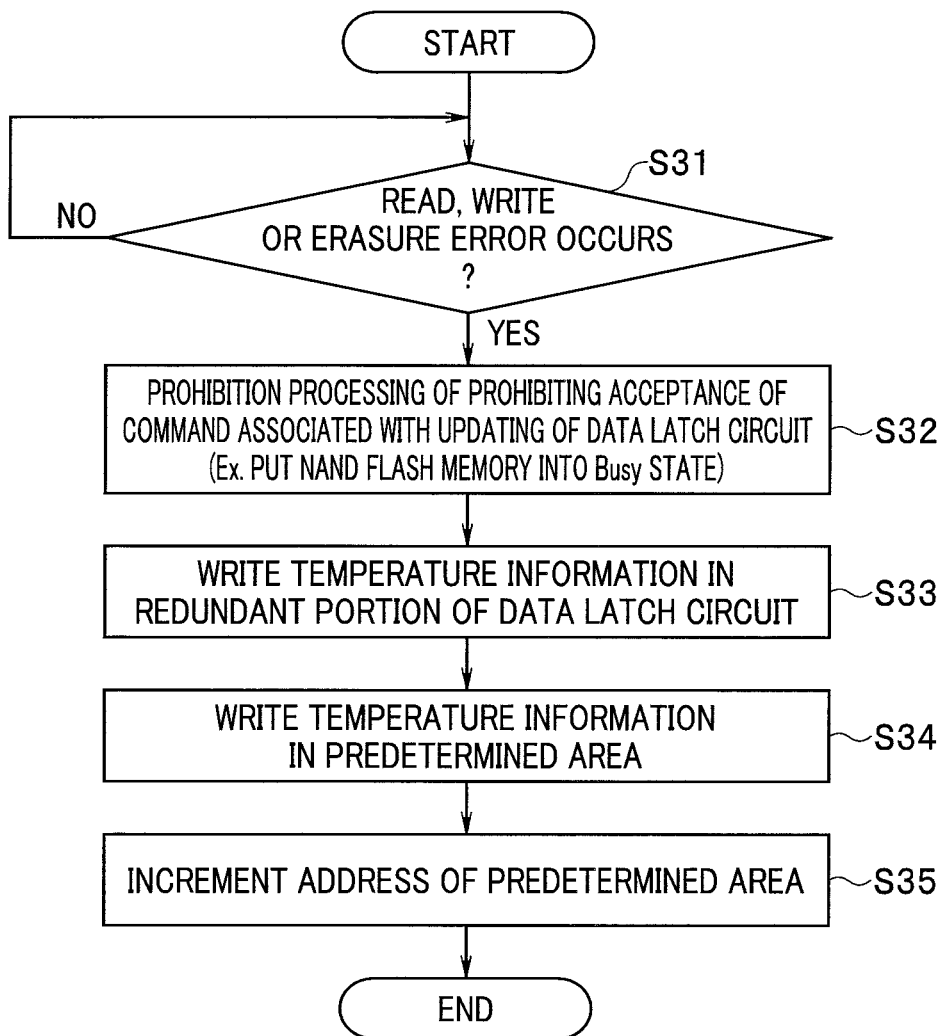 START
S31
READ, WRITE
OR ERASURE ERROR OCCURS
?
NO
YES
PROHIBITION PROCESSING OF PROHIBITING ACCEPTANCE OF
COMMAND ASSOCIATED WITH UPDATING OF DATA LATCH CIRCUIT
(Ex. PUT NAND FLASH MEMORY INTO Busy STATE)
S32
WRITE TEMPERATURE INFORMATION IN
REDUNDANT PORTION OF DATA LATCH CIRCUIT
S33
WRITE TEMPERATURE INFORMATION
IN PREDETERMINED AREA
S34
INCREMENT ADDRESS OF PREDETERMINED AREA
S35
END